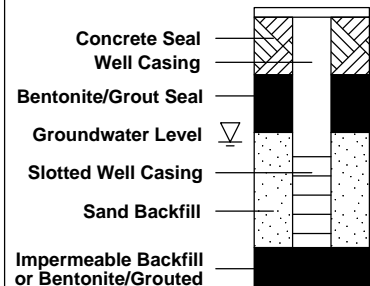 Concrete Seal
Well Casing
Bentonite/Grout Seal
Groundwater Level
Slotted Well Casing
Sand Backfill
Impermeable Backfill
or Bentonite/Grouted